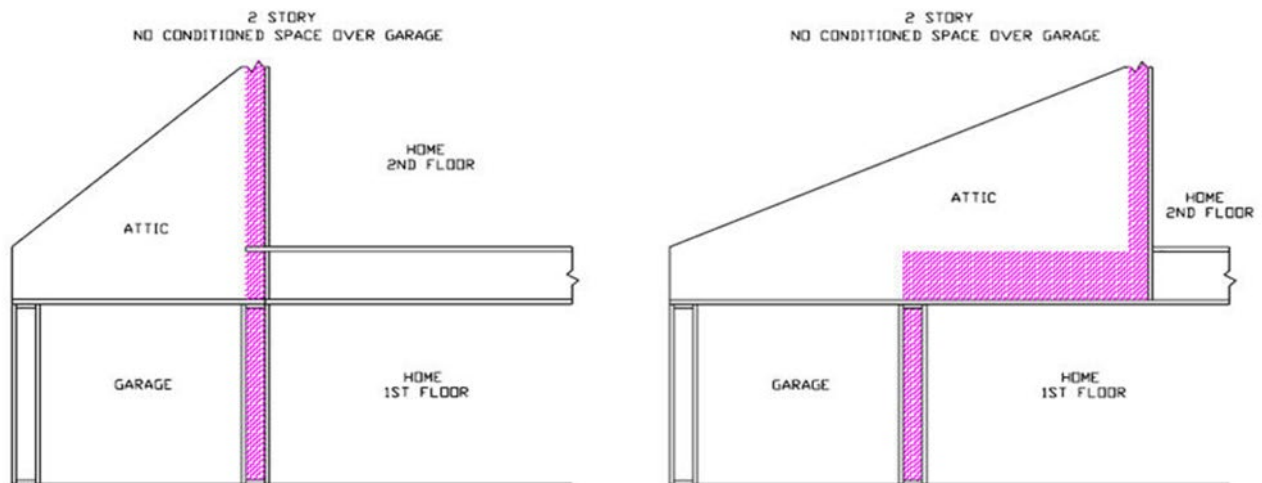 2 STORY
NO CONDITIONED SPACE OVER GARAGE
HOME
2ND FLOOR
ATTIC
GARAGE
HOME
1ST FLOOR
2 STORY
NO CONDITIONED SPACE OVER GARAGE
ATTIC
HOME
2ND FLOOR
GARAGE
HOME
1ST FLOOR